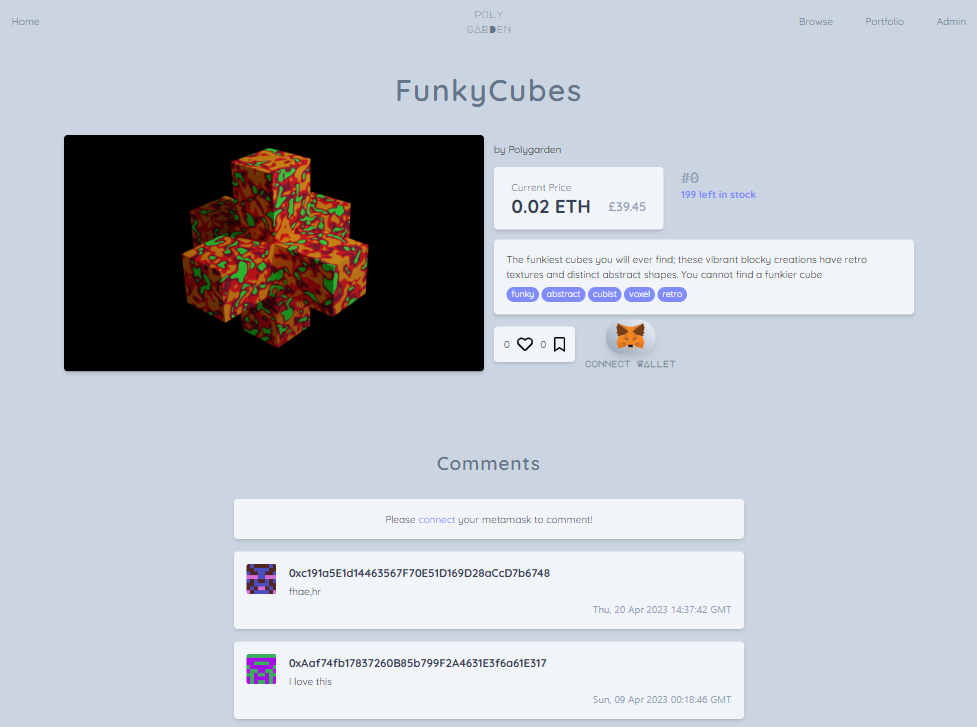 Home
POLY
GARDEN
Browse
Portfolio
Admin
FunkyCubes
by Polygarden
Current Price
0.02 ETH £39.45
#0
199 left in stock
The funkiest cubes you will ever find; these vibrant blocky creations have retro
textures and distinct abstract shapes. You cannot find a funkier cube
funky abstract cubist voxel retro
0 0
CONNECT WALLET
Comments
Please connect your metamask to comment!
0xc191a5E1d14463567F70E51D169D28aCcD7b6748
fhae,hr
Thu, 20 Apr 2023 14:37:42 GMT
0xAaf74fb17837260B85b799F2A4631E3f6a61E317
I love this
Sun, 09 Apr 2023 00:18:46 GMT